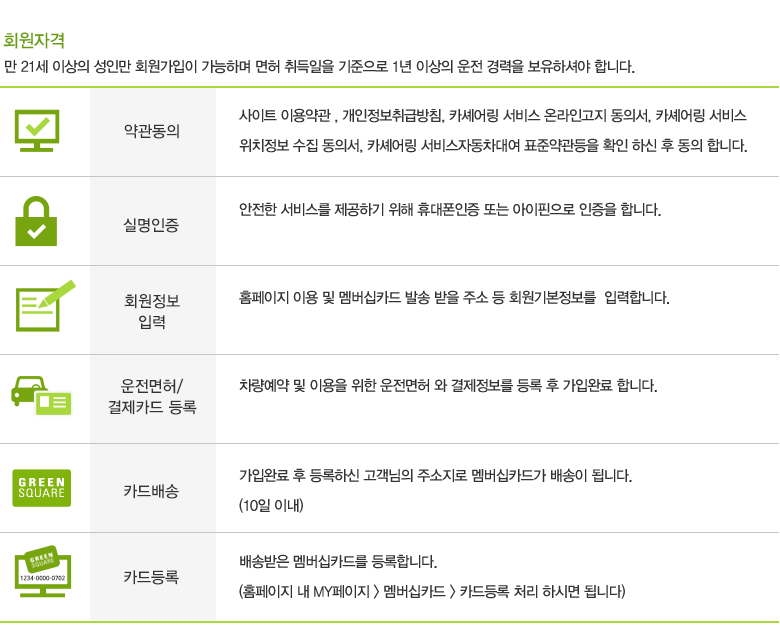 회원자격
만 21세 이상의 성인만 회원가입이 가능하며 면허 취득일을 기준으로 1년 이상의 운전 경력을 보유하셔야 합니다.
약관동의
사이트 이용약관 , 개인정보취급방침, 카셰어링 서비스 온라인고지 동의서, 카셰어링 서비스
위치정보 수집 동의서, 카셰어링 서비스자동차대여 표준약관등을 확인 하신 후 동의 합니다.
실명인증
안전한 서비스를 제공하기 위해 휴대폰인증 또는 아이핀으로 인증을 합니다.
회원정보
입력
홈페이지 이용 및 멤버십카드 발송 받을 주소 등 회원기본정보를 입력합니다.
운전면허/
결제카드 등록
차량예약 및 이용을 위한 운전면허 와 결제정보를 등록 후 가입완료 합니다.
GREEN
SQUARE
카드배송
가입완료 후 등록하신 고객님의 주소지로 멤버십카드가 배송이 됩니다.
(10일 이내)
GREEN
SQUARE
1234-0000-0702
카드등록
배송받은 멤버십카드를 등록합니다.
(홈페이지 내 MY페이지 > 멤버십카드 > 카드등록 처리 하시면 됩니다)